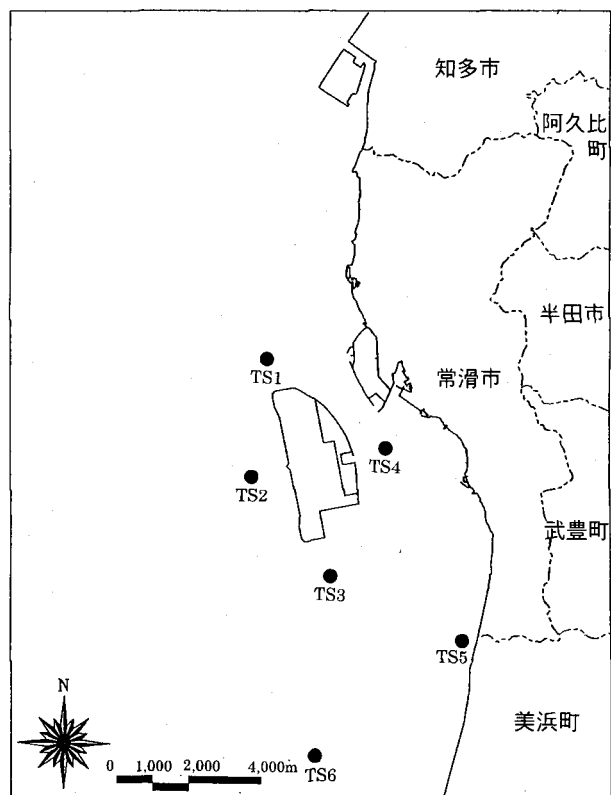 知多市
阿久比
町
半田市
常滑市
TS1
TS4
TS2
武豊町
TS3
TS5
美浜町
N
0 1,000 2,000 4,000m
TS6